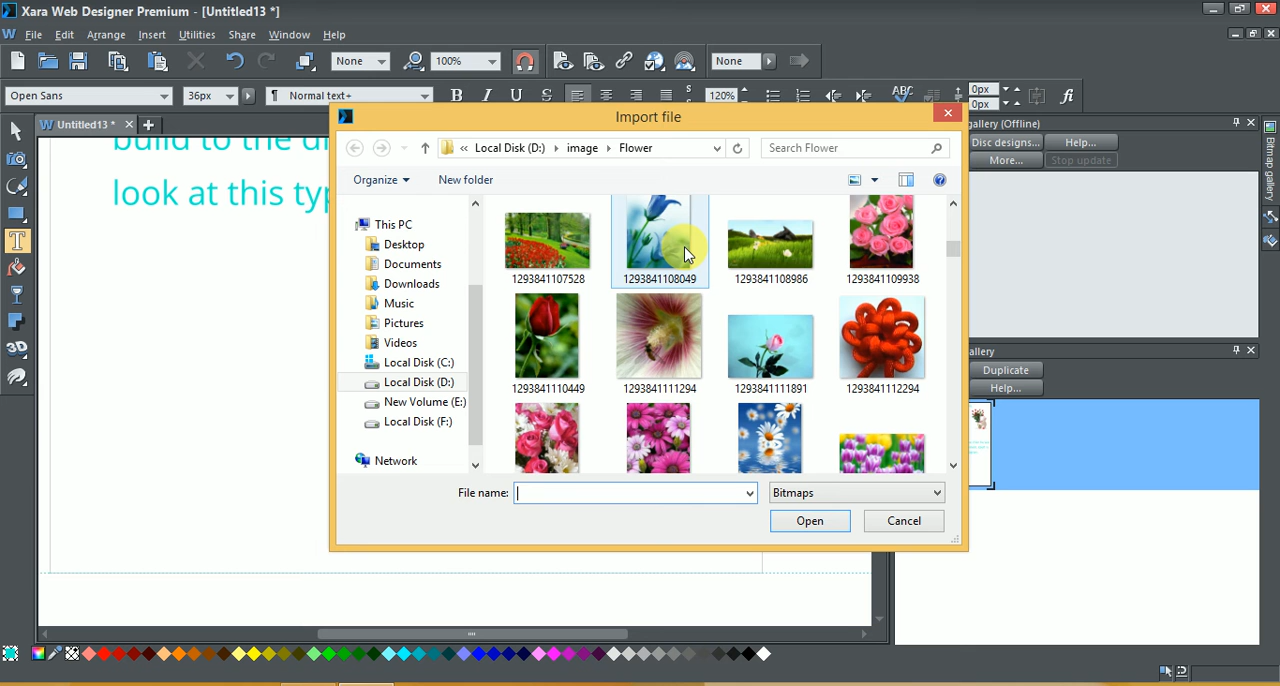 Xara Web Designer Premium - [Untitled13 *]
File Edit Arrange Insert Utilities Share Window Help
None 100% None
Open Sans 36px Normal text+ B I U S 120% ABC 0px 0px fi
Untitled13 *
look at this typ
Import file
Local Disk (D:) image Flower Search Flower
Organize New folder
This PC
Desktop
Documents
Downloads
Music
Pictures
Videos
Local Disk (C:)
Local Disk (D:)
New Volume (E:)
Local Disk (F:)
Network
1293841107528 1293841108049 1293841108986 1293841109938
1293841110449 1293841111294 1293841111891 1293841112294
File name: Bitmaps
Open Cancel
gallery (Offline)
Disc designs... Help...
More... Stop update
allery
Duplicate
Help...
Bitmap gallery
3D